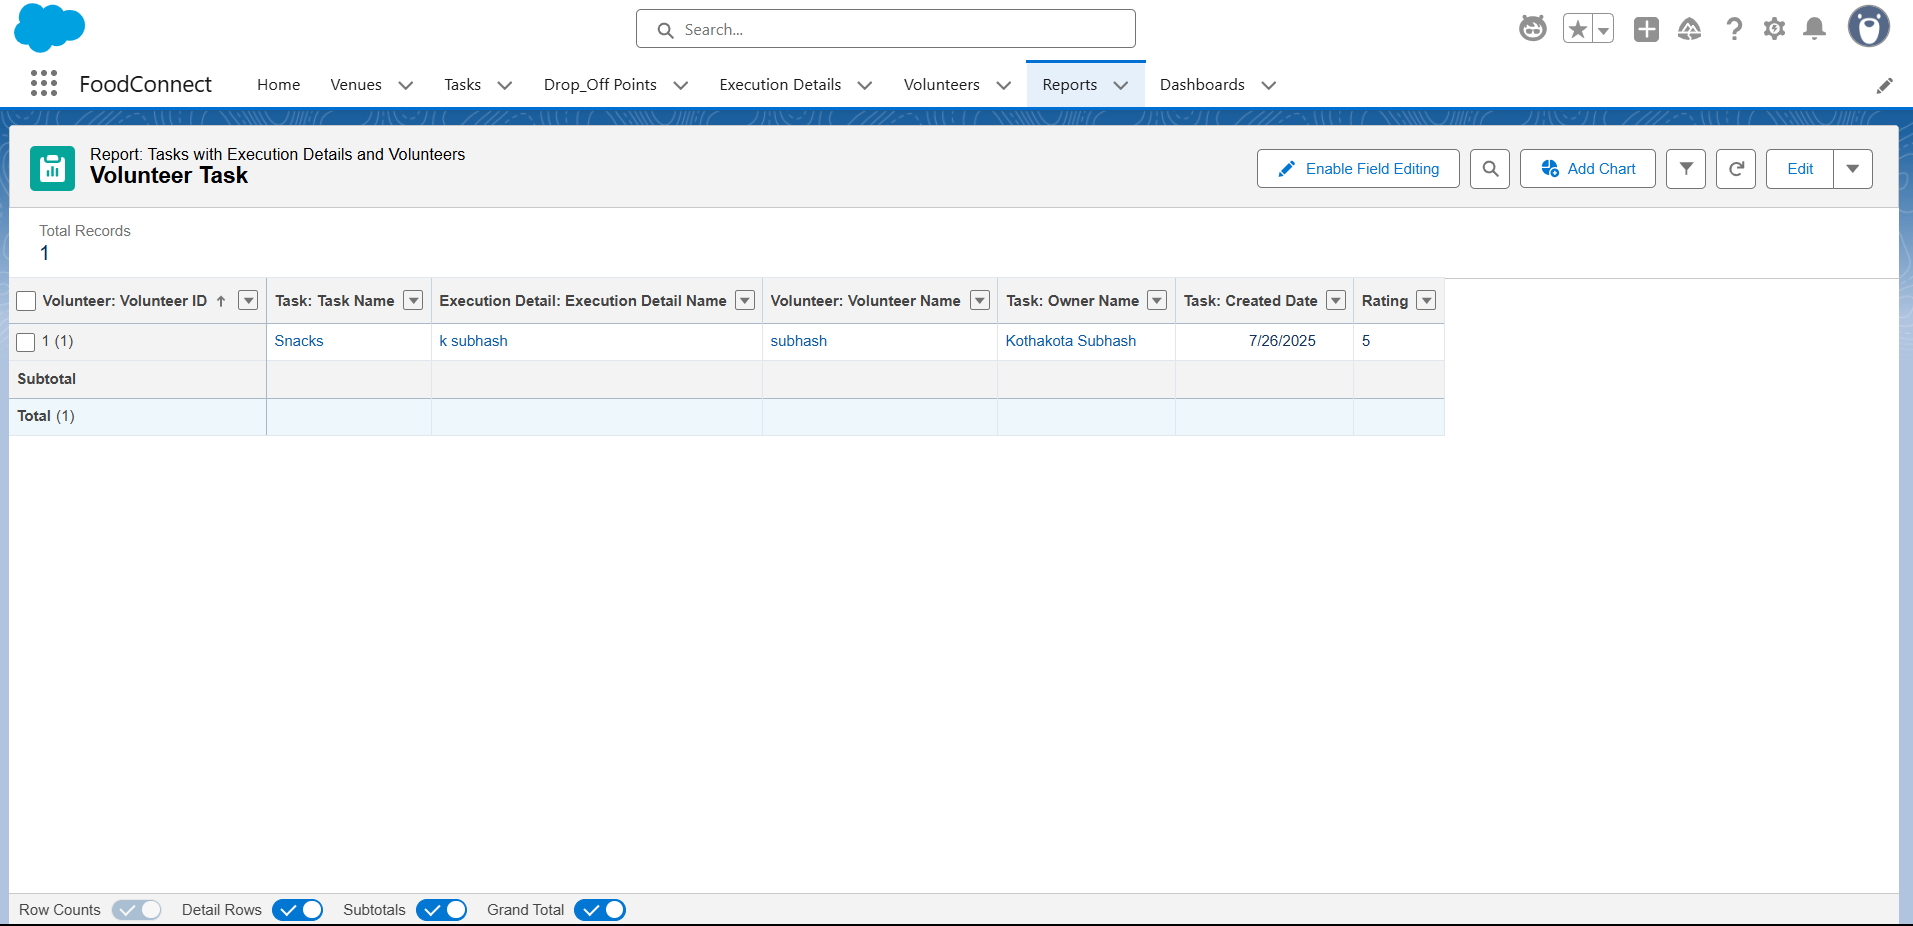 Search...
FoodConnect Home Venues Tasks Drop_Off Points Execution Details Volunteers Reports Dashboards
Report: Tasks with Execution Details and Volunteers
Volunteer Task
Enable Field Editing Add Chart Edit
Total Records
1
Volunteer: Volunteer ID Task: Task Name Execution Detail: Execution Detail Name Volunteer: Volunteer Name Task: Owner Name Task: Created Date Rating
1 (1) Snacks k subhash subhash Kothakota Subhash 7/26/2025 5
Subtotal
Total (1)
Row Counts Detail Rows Subtotals Grand Total